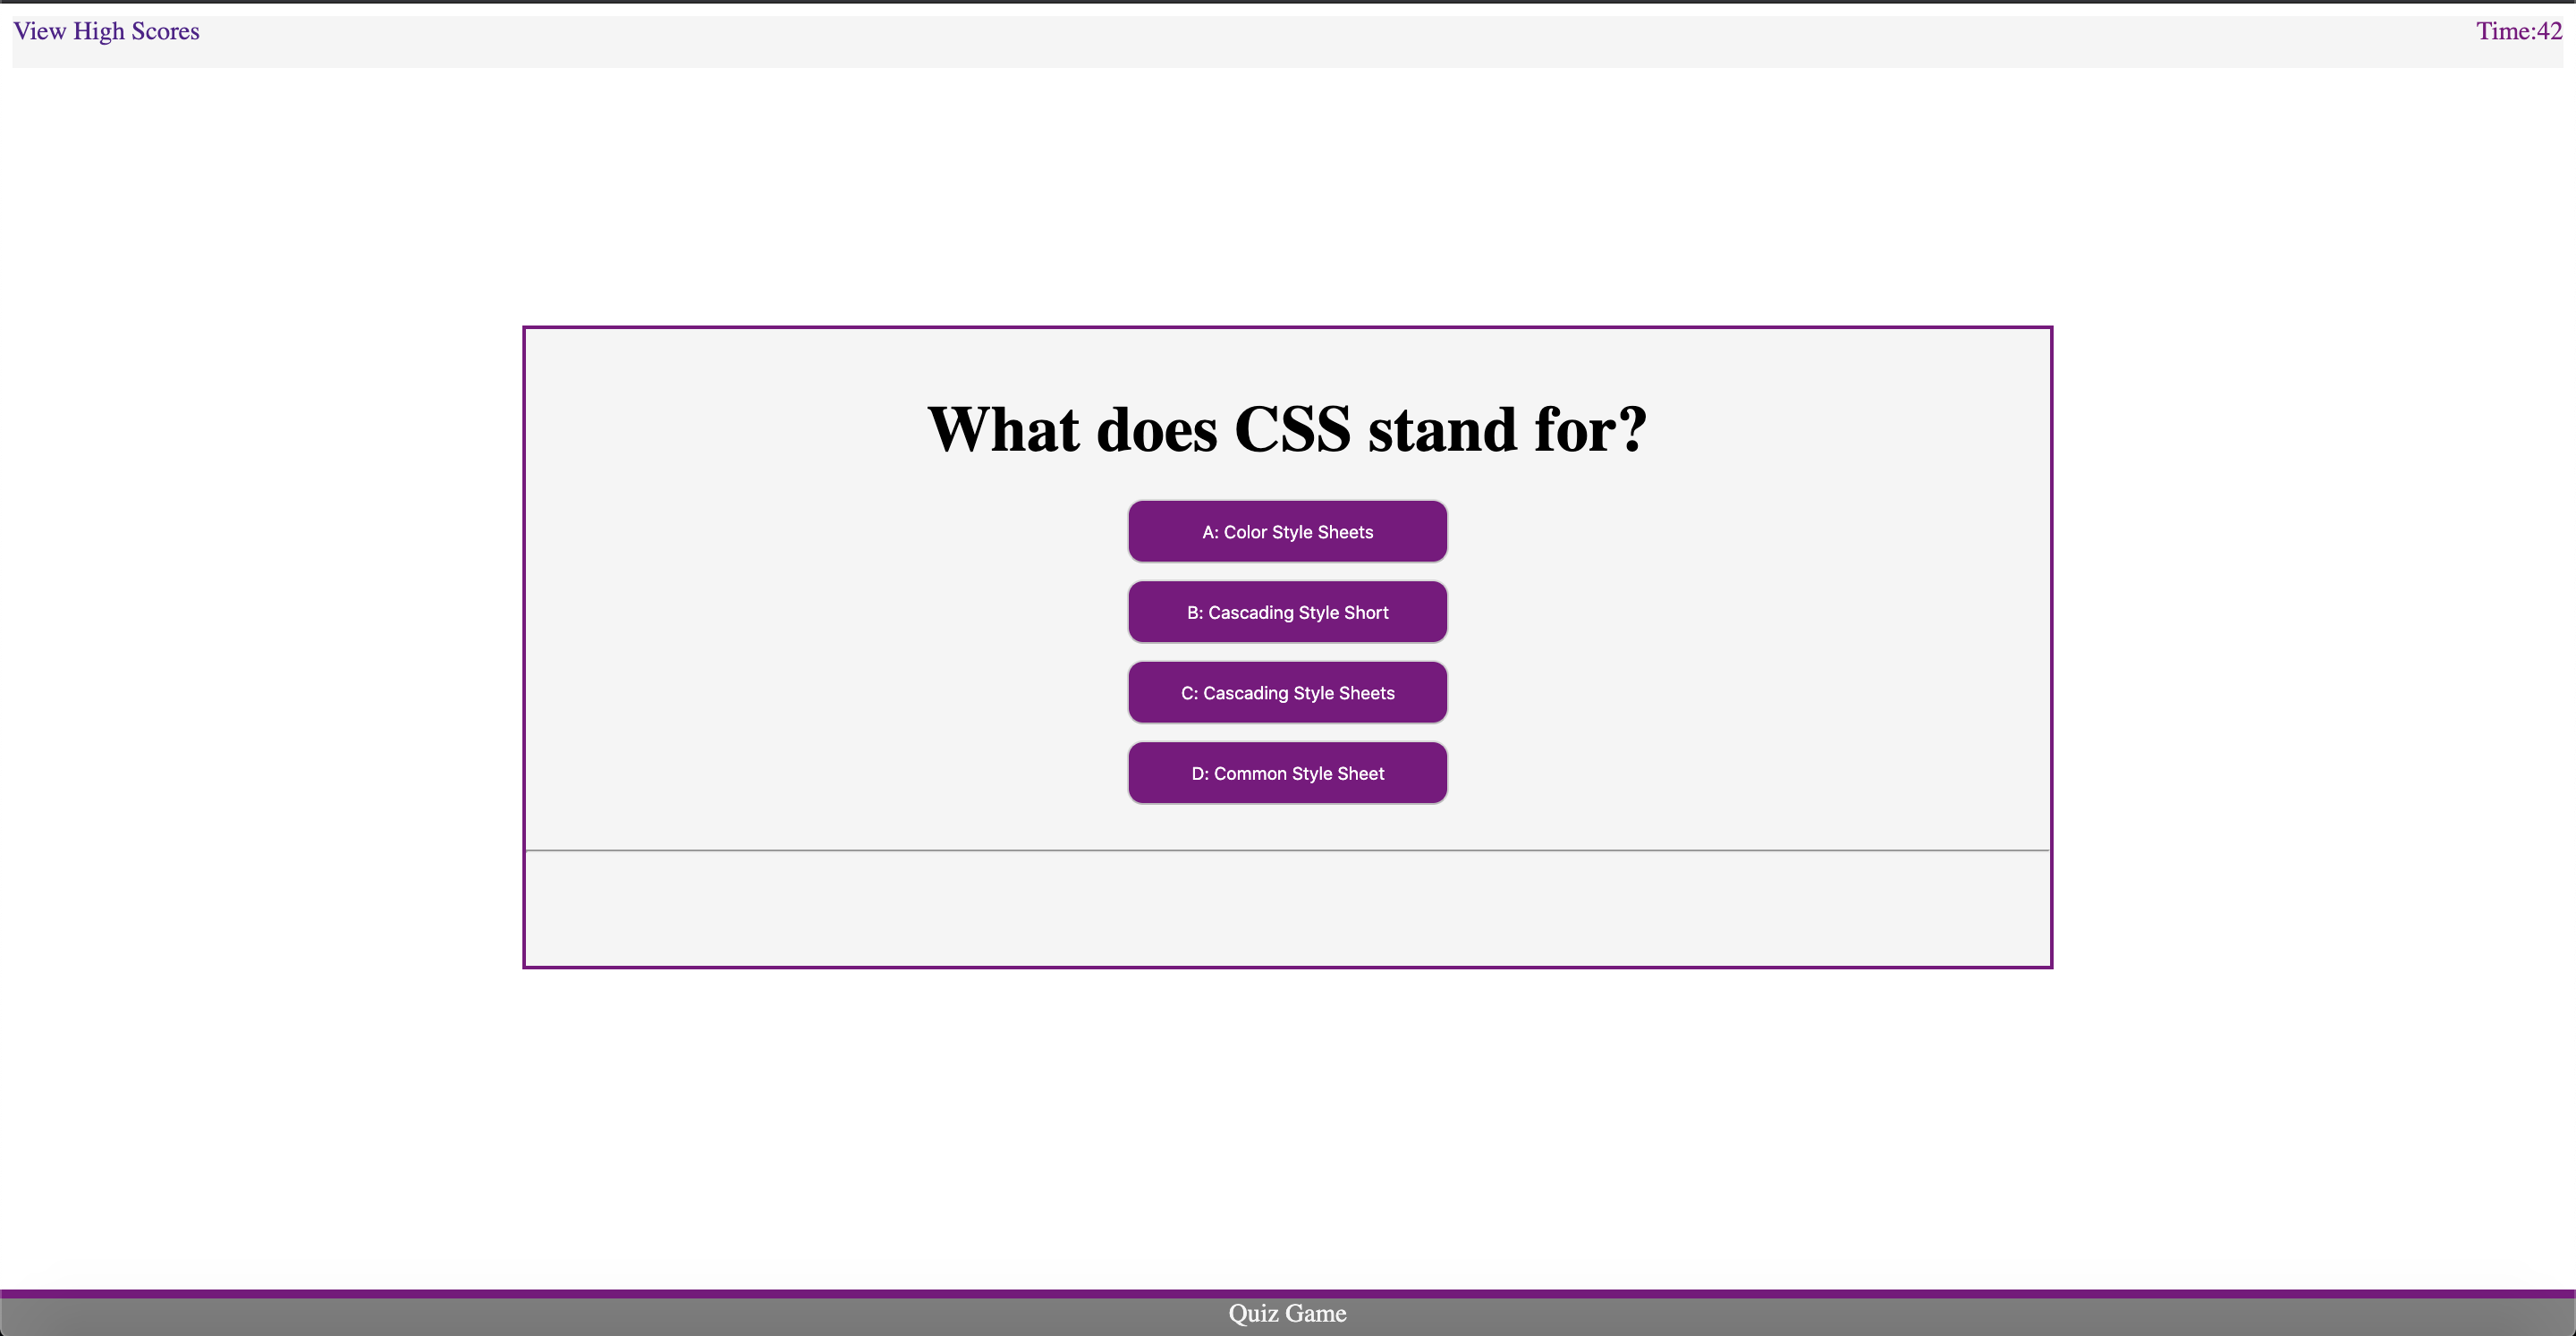 View High Scores
Time:42
What does CSS stand for?
A: Color Style Sheets
B: Cascading Style Short
C: Cascading Style Sheets
D: Common Style Sheet
Quiz Game